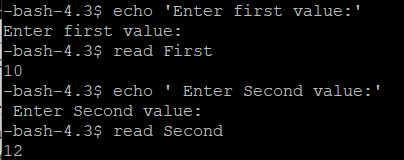 -bash-4.3$ echo 'Enter first value:'
Enter first value:
-bash-4.3$ read First
10
-bash-4.3$ echo ' Enter Second value:'
 Enter Second value:
-bash-4.3$ read Second
12